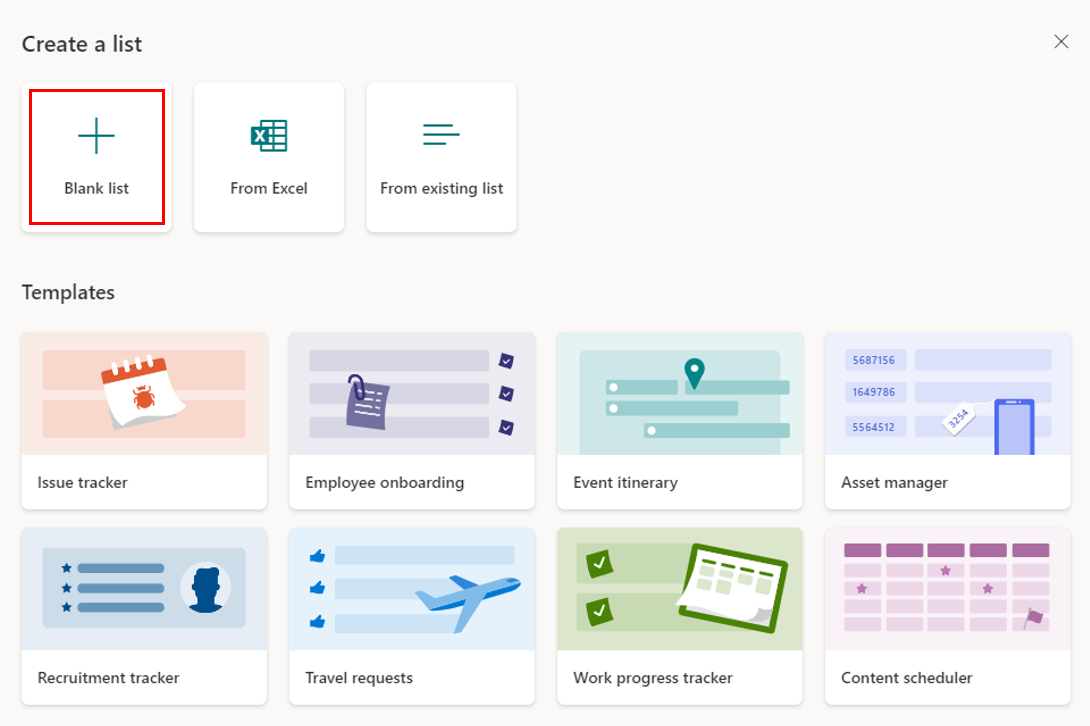 Create a list
Blank list
From Excel
From existing list
Templates
5687156
1649786
5564512
3254
Issue tracker
Employee onboarding
Event itinerary
Asset manager
Recruitment tracker
Travel requests
Work progress tracker
Content scheduler